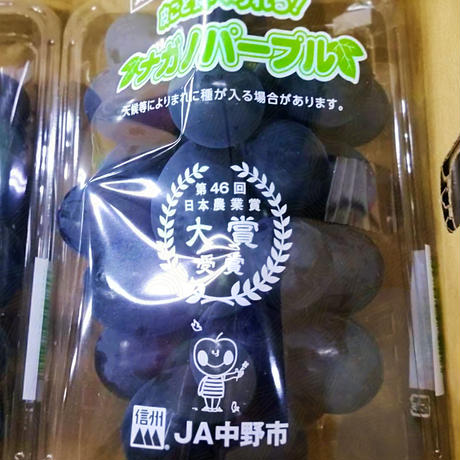 ナガノパープル
天候等によりまれに種が入る場合があります。
第46回
日本農業賞
大賞
受賞
信州
JA中野市